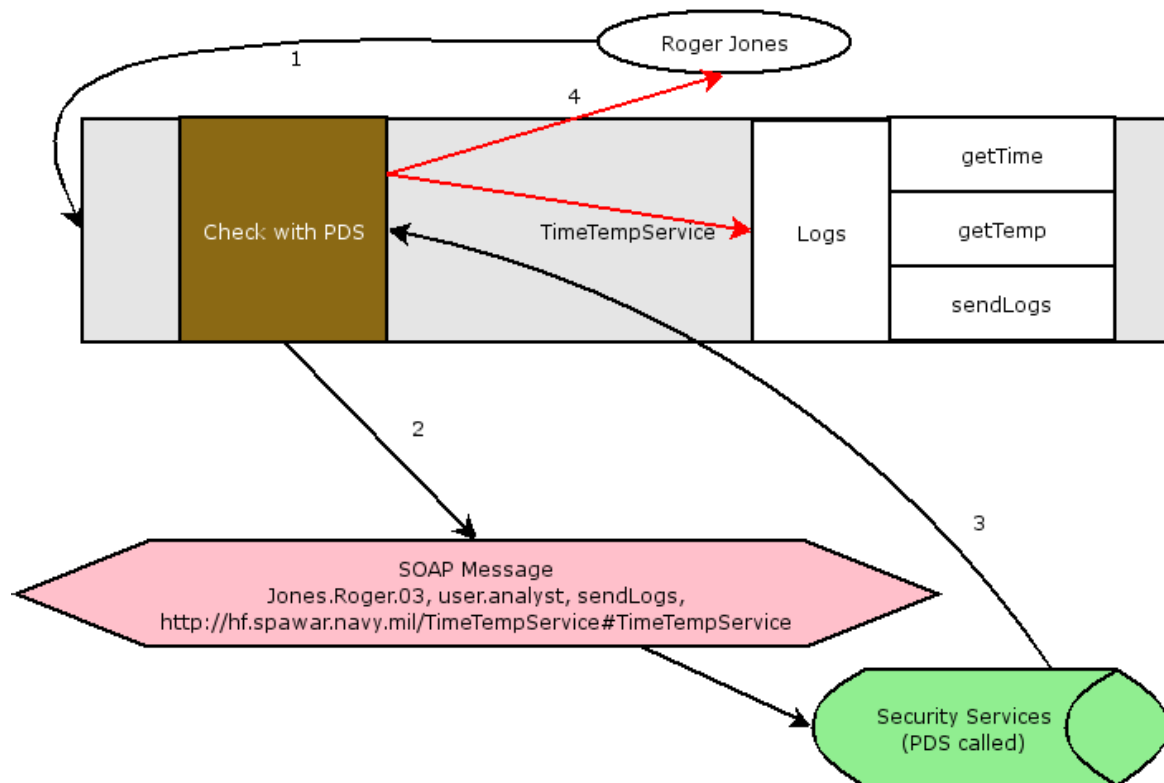 Roger Jones
1
4
getTime
Check with PDS
TimeTempService
Logs
getTemp
sendLogs
2
3
SOAP Message
Jones.Roger.03, user.analyst, sendLogs,
http://hf.spawar.navy.mil/TimeTempService#TimeTempService
Security Services
(PDS called)